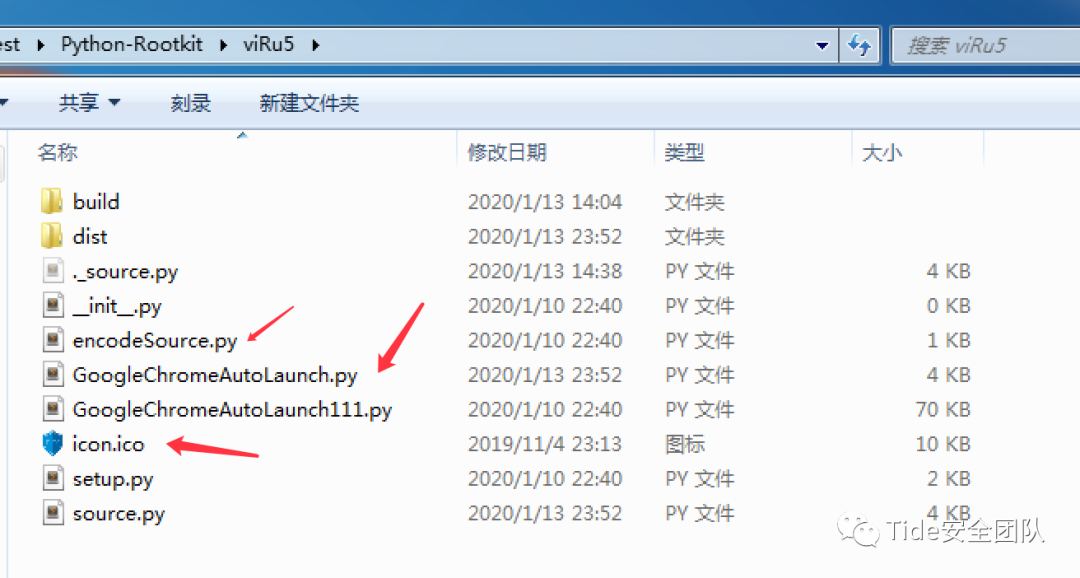 est ▸ Python-Rootkit ▸ viRu5 ▸ 搜索 viRu5
共享 刻录 新建文件夹
名称 修改日期 类型 大小
build 2020/1/13 14:04 文件夹
dist 2020/1/13 23:52 文件夹
._source.py 2020/1/13 14:38 PY 文件 4 KB
__init__.py 2020/1/10 22:40 PY 文件 0 KB
encodeSource.py 2020/1/10 22:40 PY 文件 1 KB
GoogleChromeAutoLaunch.py 2020/1/13 23:52 PY 文件 4 KB
GoogleChromeAutoLaunch111.py 2020/1/10 22:40 PY 文件 70 KB
icon.ico 2019/11/4 23:13 图标 10 KB
setup.py 2020/1/10 22:40 PY 文件 2 KB
source.py 2020/1/13 23:52 PY 文件 4 KB
Tide安全团队